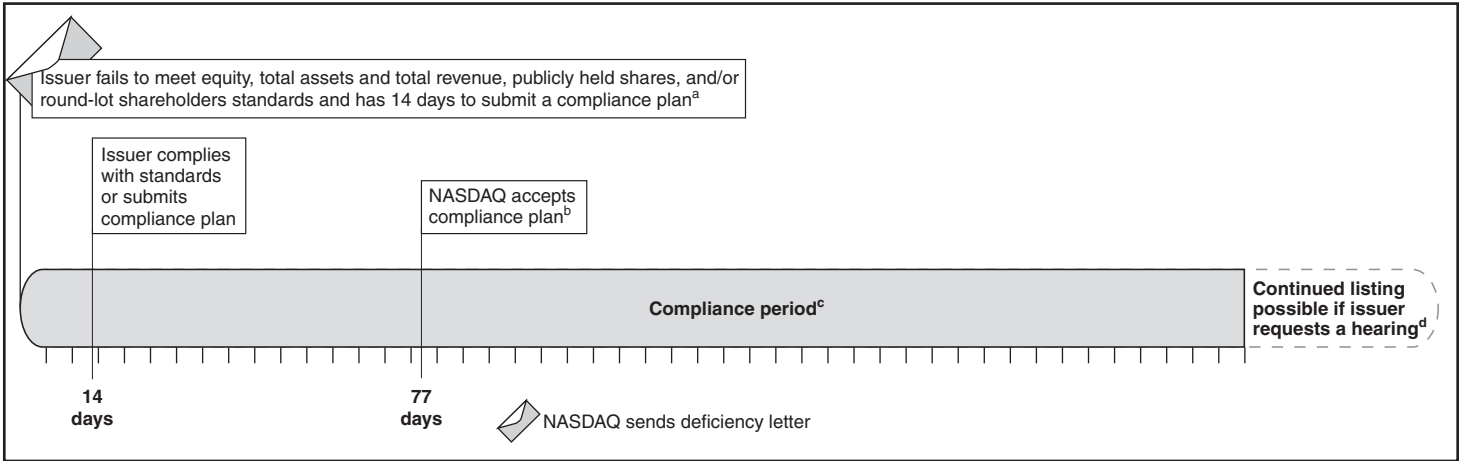 Issuer fails to meet equity, total assets and total revenue, publicly held shares, and/or
round-lot shareholders standards and has 14 days to submit a compliance planᵃ
Issuer complies
with standards
or submits
compliance plan
NASDAQ accepts
compliance planᵇ
Compliance periodᶜ
Continued listing
possible if issuer
requests a hearingᵈ
14
days
77
days
NASDAQ sends deficiency letter